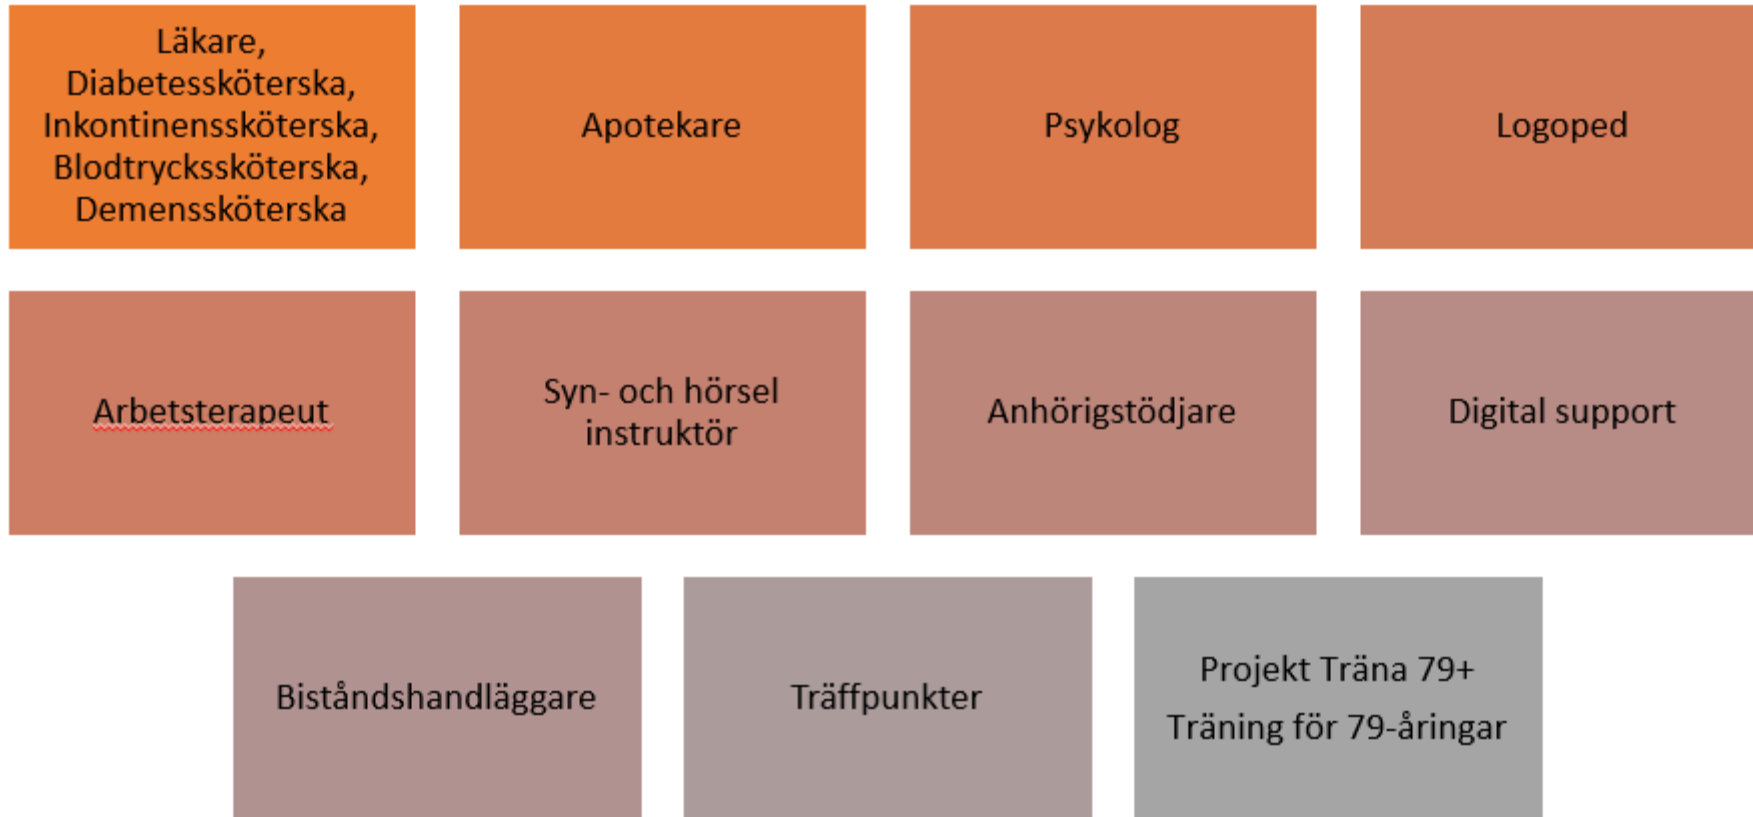 Läkare,
Diabetessköterska,
Inkontinenssköterska,
Blodtryckssköterska,
Demenssköterska
Apotekare
Psykolog
Logoped
Arbetsterapeut
Syn- och hörsel
instruktör
Anhörigstödjare
Digital support
Biståndshandläggare
Träffpunkter
Projekt Träna 79+
Träning för 79-åringar